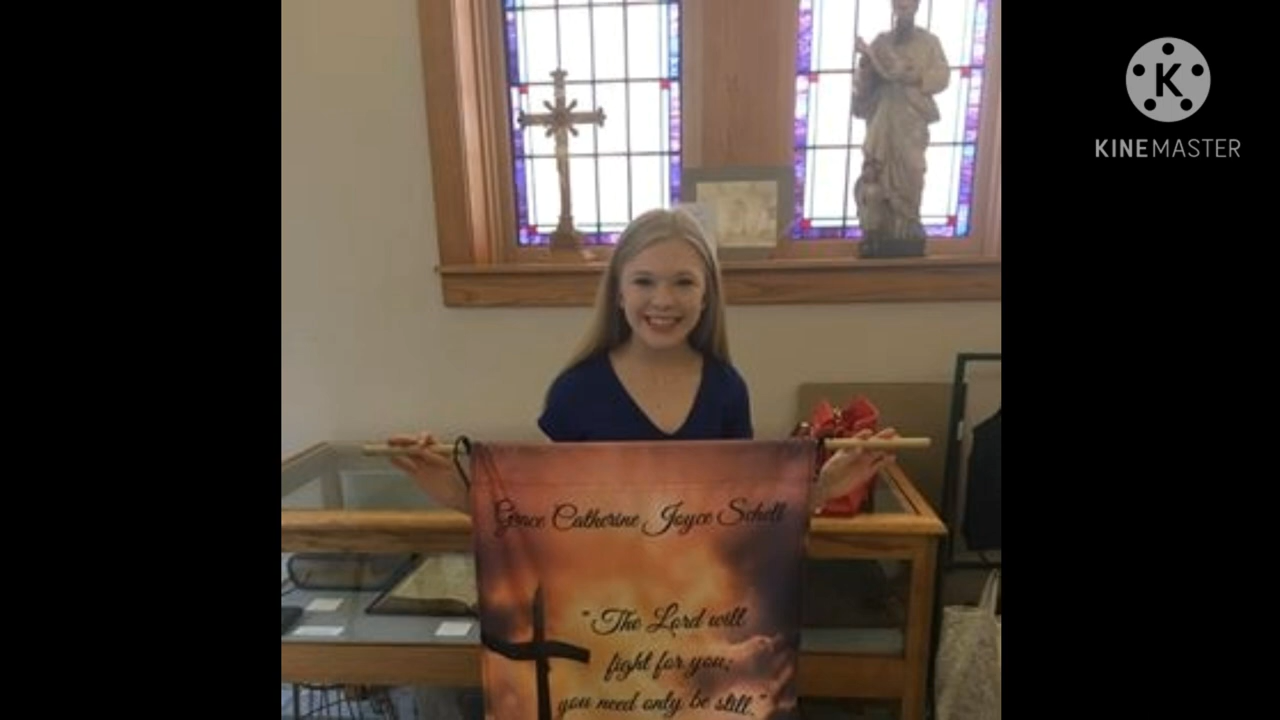 KINEMASTER
Grace Catherine Joyce Schell
"The Lord will
fight for you;
you need only be still."